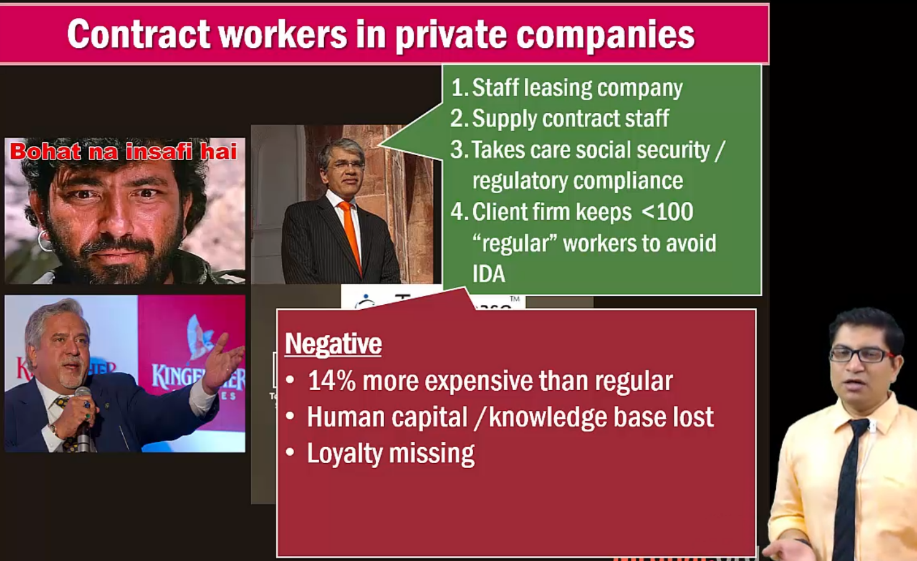 Contract workers in private companies
1. Staff leasing company
2. Supply contract staff
3. Takes care social security /
regulatory compliance
4. Client firm keeps <100
“regular” workers to avoid
IDA
Bohat na insafi hai
TM
Negative
• 14% more expensive than regular
• Human capital /knowledge base lost
• Loyalty missing